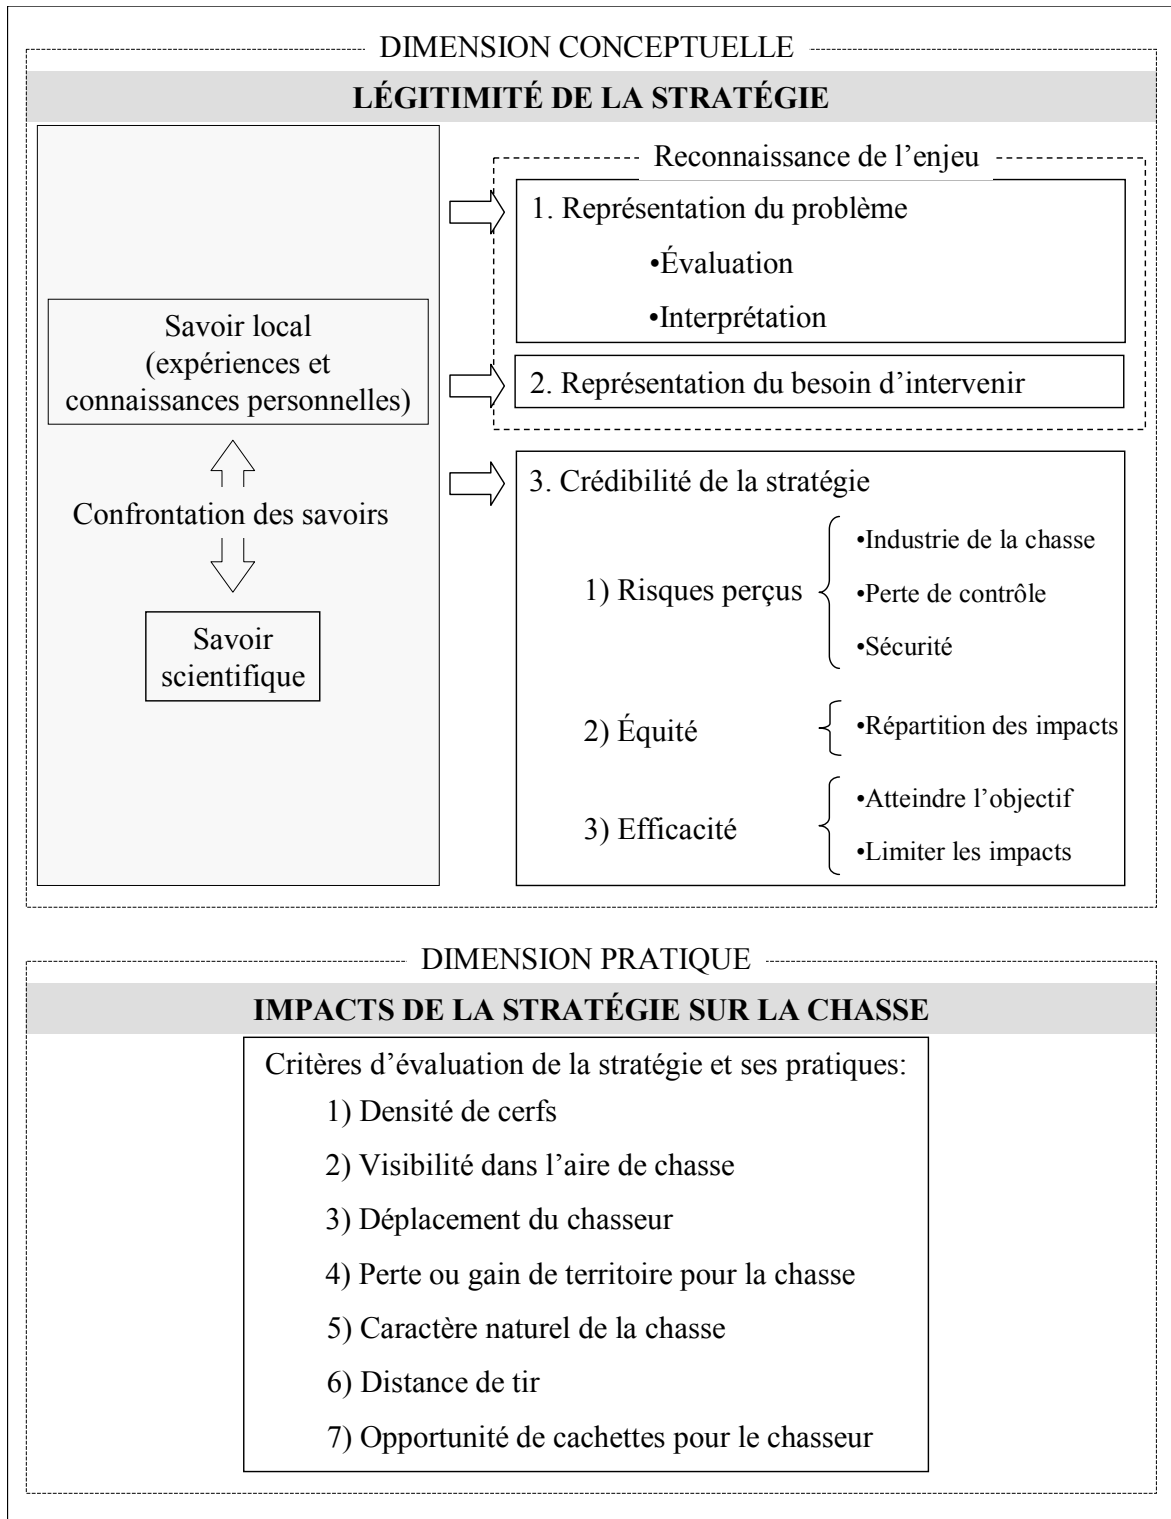 DIMENSION CONCEPTUELLE
LÉGITIMITÉ DE LA STRATÉGIE
Savoir local
(expériences et
connaissances personnelles)
Confrontation des savoirs
Savoir
scientifique
Reconnaissance de l’enjeu
1. Représentation du problème
•Évaluation
•Interprétation
2. Représentation du besoin d’intervenir
3. Crédibilité de la stratégie
1) Risques perçus
•Industrie de la chasse
•Perte de contrôle
•Sécurité
2) Équité
•Répartition des impacts
3) Efficacité
•Atteindre l’objectif
•Limiter les impacts
DIMENSION PRATIQUE
IMPACTS DE LA STRATÉGIE SUR LA CHASSE
Critères d’évaluation de la stratégie et ses pratiques:
1) Densité de cerfs
2) Visibilité dans l’aire de chasse
3) Déplacement du chasseur
4) Perte ou gain de territoire pour la chasse
5) Caractère naturel de la chasse
6) Distance de tir
7) Opportunité de cachettes pour le chasseur